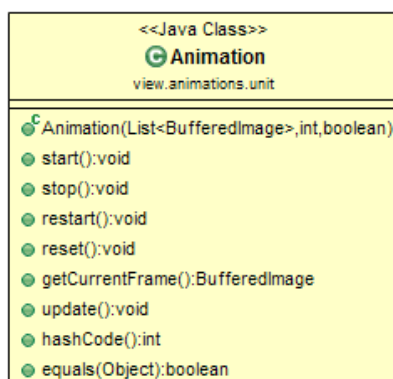 <<Java Class>>
Animation
view.animations.unit
Animation(List<BufferedImage>,int,boolean)
start():void
stop():void
restart():void
reset():void
getCurrentFrame():BufferedImage
update():void
hashCode():int
equals(Object):boolean